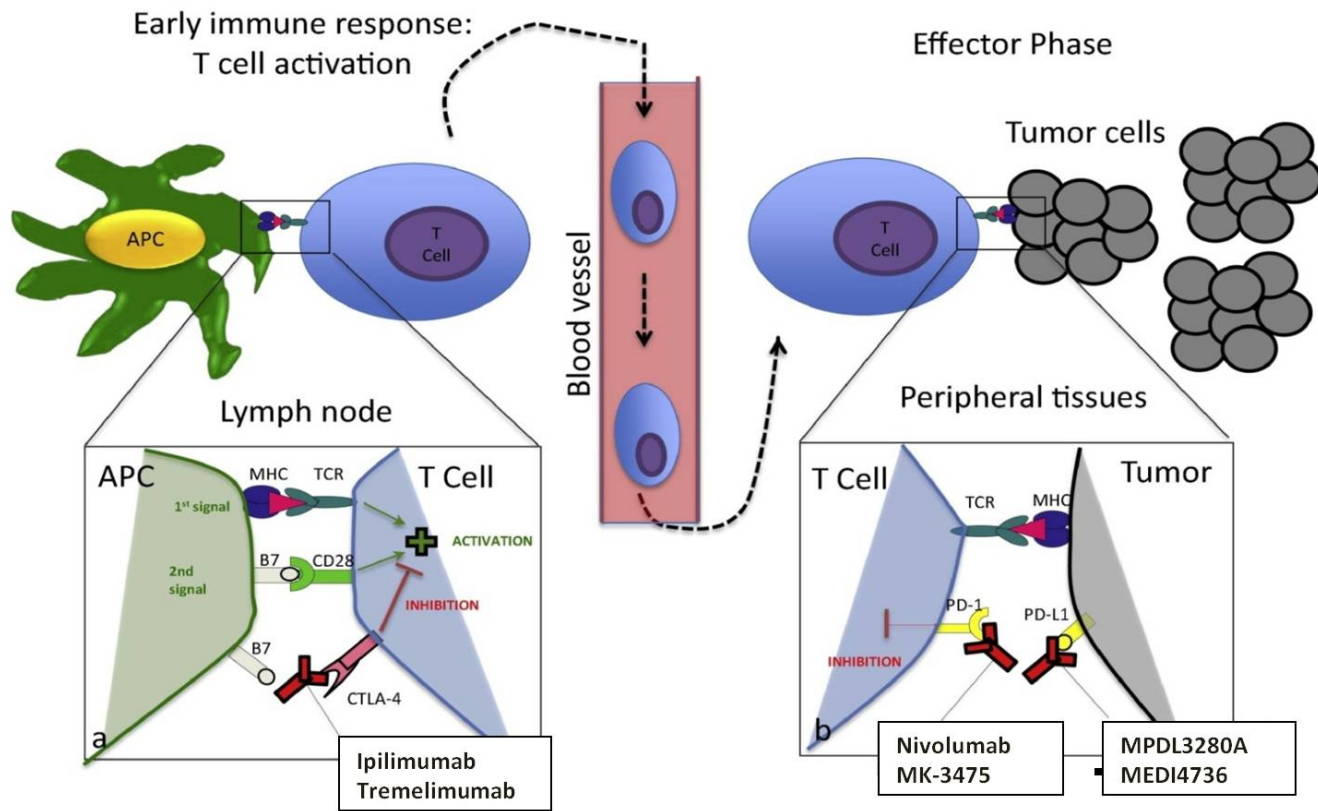 Early immune response:
T cell activation
Effector Phase
Tumor cells
APC
T
Cell
Blood vessel
T
Cell
Lymph node
APC
MHC
TCR
T Cell
1st signal
ACTIVATION
B7
CD28
2nd
signal
INHIBITION
B7
CTLA-4
a
Ipilimumab
Tremelimumab
Peripheral tissues
T Cell
Tumor
TCR
MHC
PD-1
PD-L1
INHIBITION
b
Nivolumab
MK-3475
MPDL3280A
MEDI4736